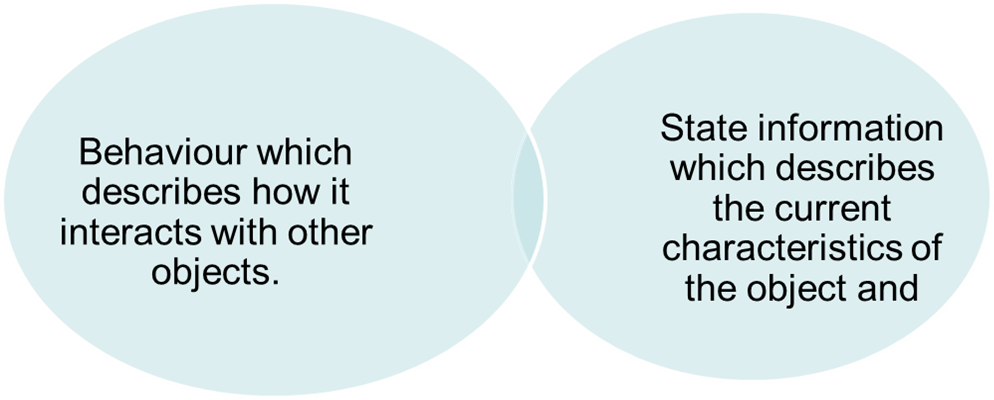 Behaviour which
describes how it
interacts with other
objects.
State information
which describes
the current
characteristics of
the object and